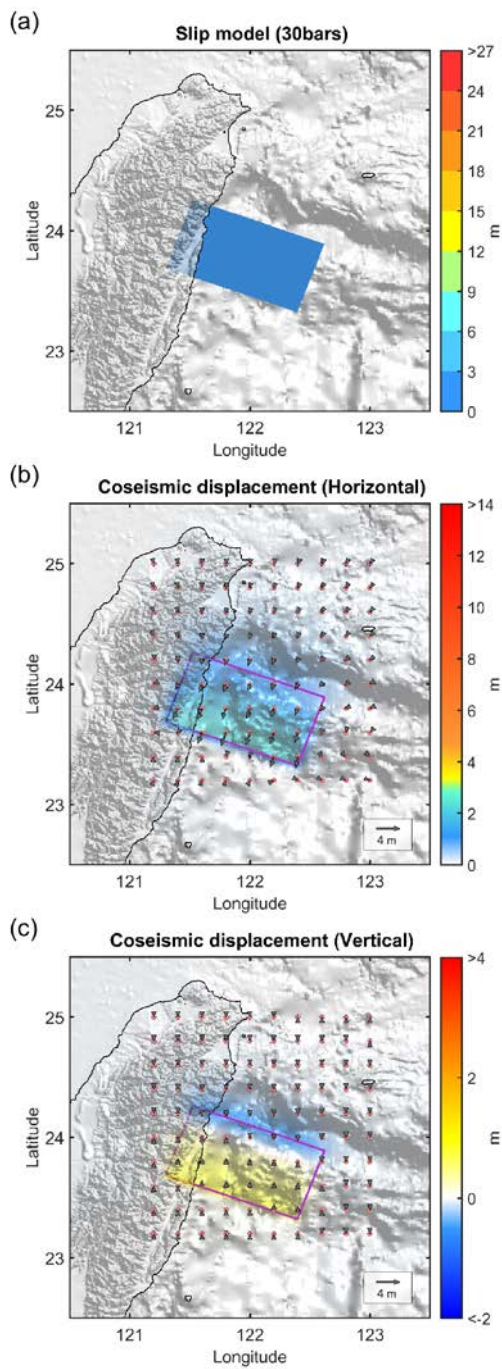 (a)
Slip model (30bars)
>27
24
21
18
15
12
9
6
3
0
m
25
24
23
Latitude
121
122
123
Longitude
(b)
Coseismic displacement (Horizontal)
>14
12
10
8
6
4
3
2
1
0
m
25
24
23
Latitude
4 m
121
122
123
Longitude
(c)
Coseismic displacement (Vertical)
>4
2
0
<-2
m
25
24
23
Latitude
4 m
121
122
123
Longitude